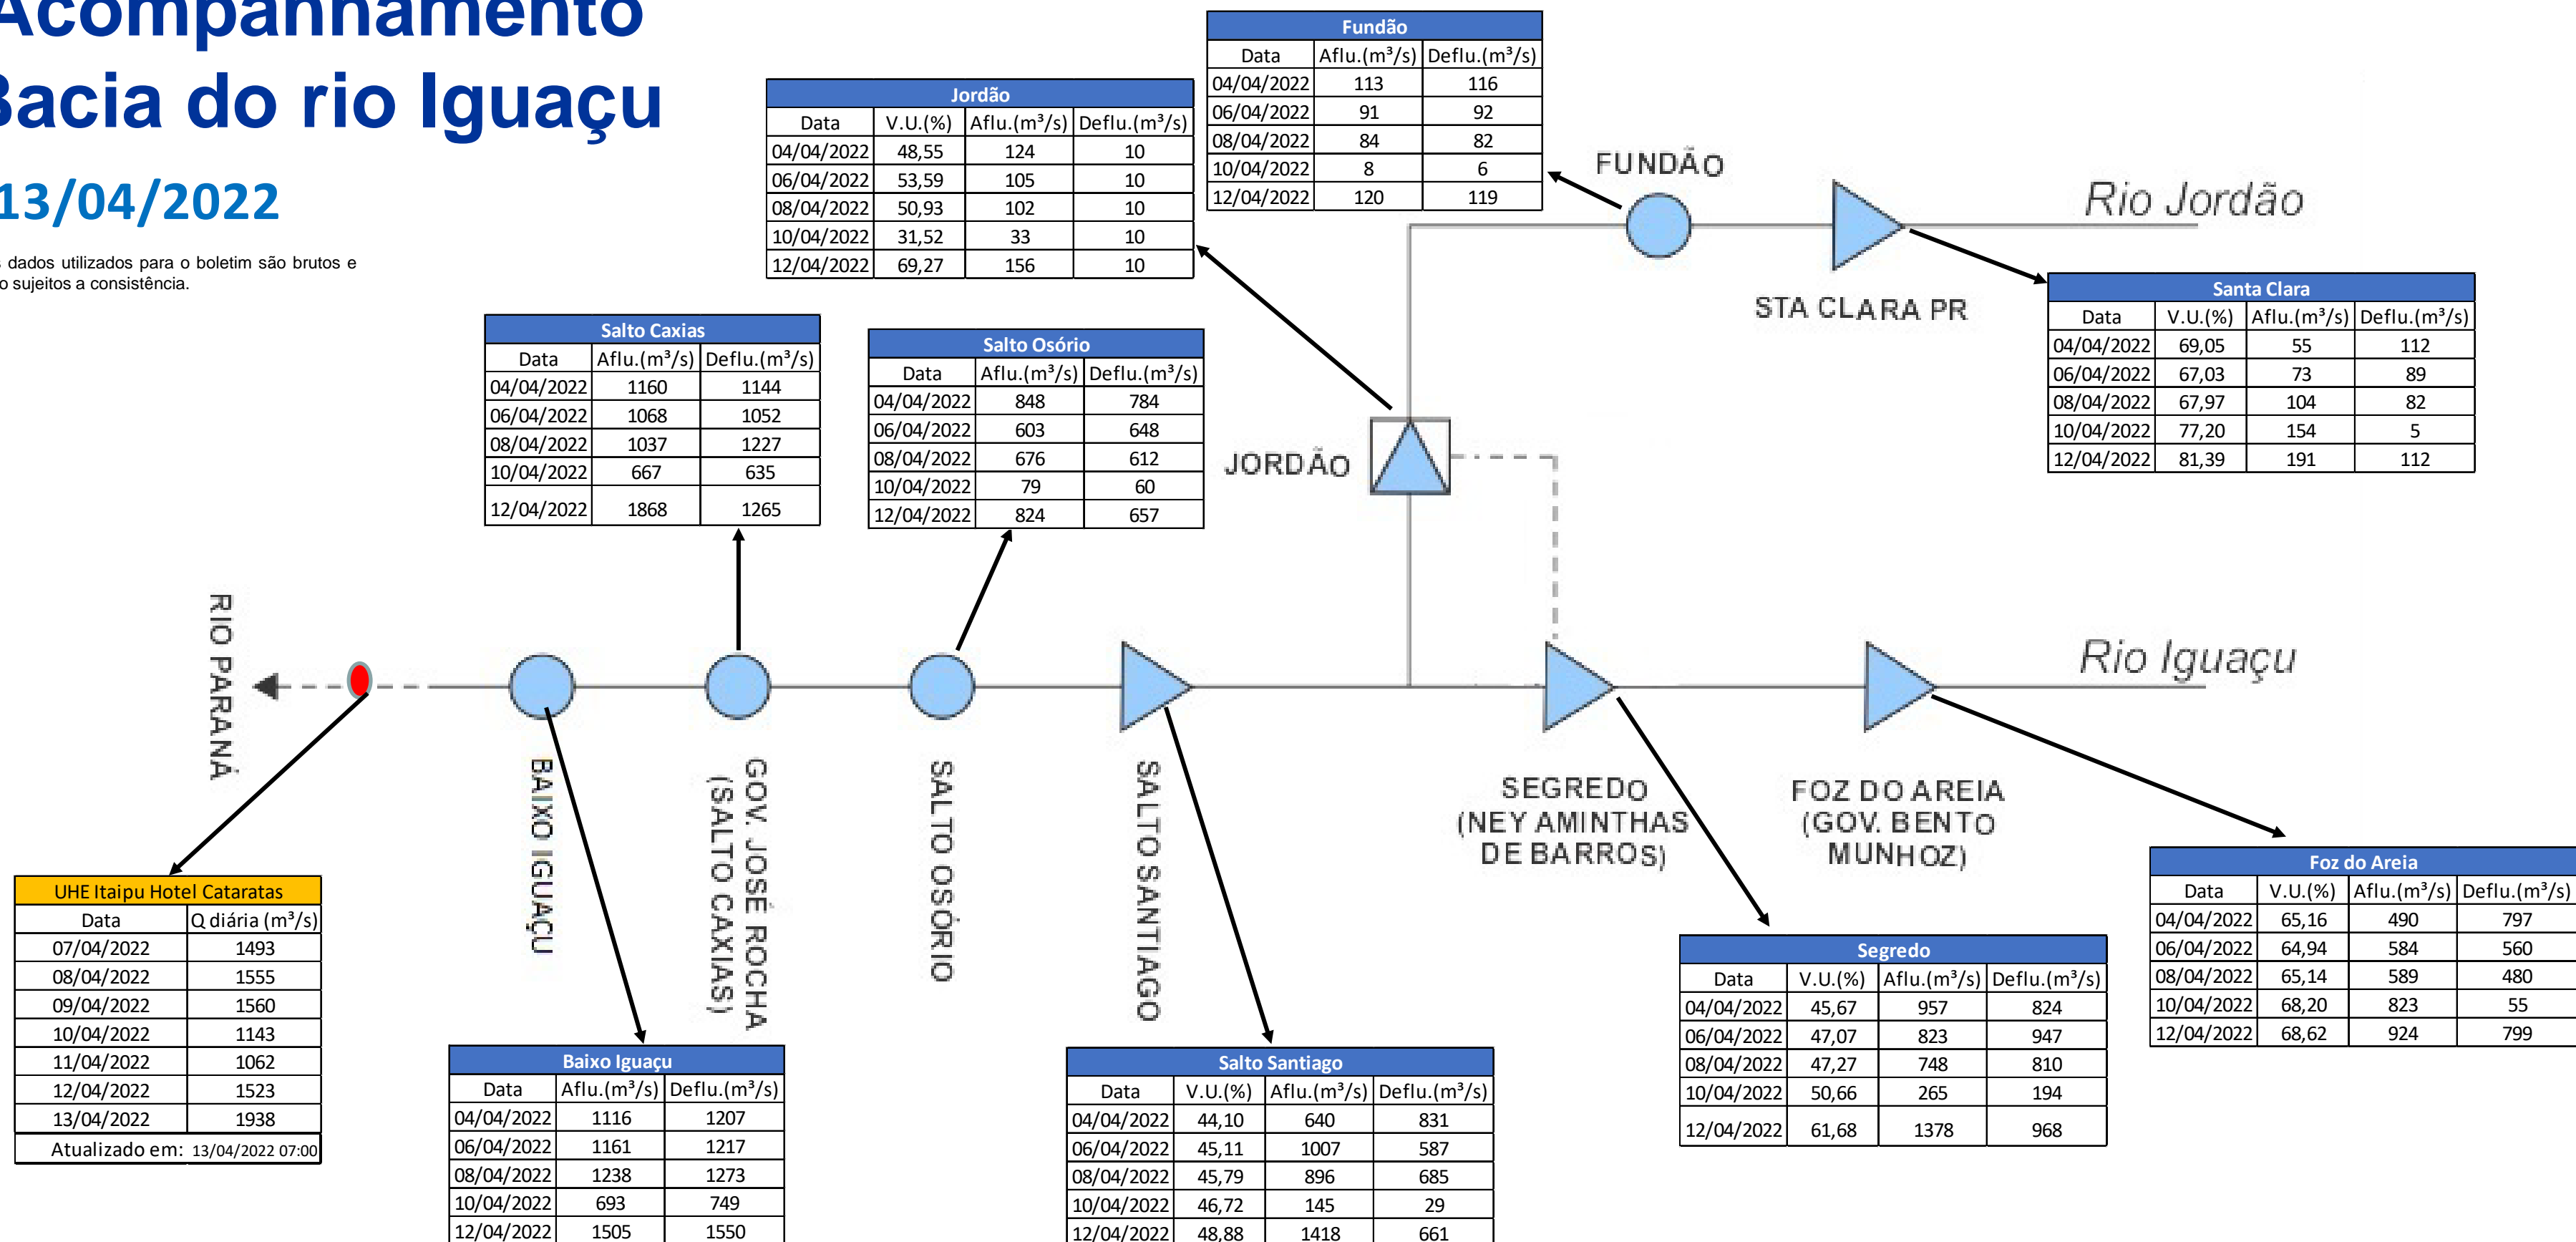 Acompanhamento
Bacia do rio Iguaçu
13/04/2022
s dados utilizados para o boletim são brutos e
o sujeitos a consistência.
Fundão
Data Aflu.(m³/s) Deflu.(m³/s)
04/04/2022 113 116
06/04/2022 91 92
08/04/2022 84 82
10/04/2022 8 6
12/04/2022 120 119
Jordão
Data V.U.(%) Aflu.(m³/s) Deflu.(m³/s)
04/04/2022 48,55 124 10
06/04/2022 53,59 105 10
08/04/2022 50,93 102 10
10/04/2022 31,52 33 10
12/04/2022 69,27 156 10
FUNDÃO
Rio Jordão
STA CLARA PR
Santa Clara
Data V.U.(%) Aflu.(m³/s) Deflu.(m³/s)
04/04/2022 69,05 55 112
06/04/2022 67,03 73 89
08/04/2022 67,97 104 82
10/04/2022 77,20 154 5
12/04/2022 81,39 191 112
Salto Caxias
Data Aflu.(m³/s) Deflu.(m³/s)
04/04/2022 1160 1144
06/04/2022 1068 1052
08/04/2022 1037 1227
10/04/2022 667 635
12/04/2022 1868 1265
Salto Osório
Data Aflu.(m³/s) Deflu.(m³/s)
04/04/2022 848 784
06/04/2022 603 648
08/04/2022 676 612
10/04/2022 79 60
12/04/2022 824 657
JORDÃO
RIO PARANÁ
Rio Iguaçu
BAIXO IGUAÇU
GOV. JOSÉ ROCHA
(SALTO CAXIAS)
SALTO OSÓRIO
SALTO SANTIAGO
SEGREDO
(NEY AMINTHAS
DE BARROS)
FOZ DO AREIA
(GOV. BENTO
MUNHOZ)
UHE Itaipu Hotel Cataratas
Data Q diária (m³/s)
07/04/2022 1493
08/04/2022 1555
09/04/2022 1560
10/04/2022 1143
11/04/2022 1062
12/04/2022 1523
13/04/2022 1938
Atualizado em: 13/04/2022 07:00
Baixo Iguaçu
Data Aflu.(m³/s) Deflu.(m³/s)
04/04/2022 1116 1207
06/04/2022 1161 1217
08/04/2022 1238 1273
10/04/2022 693 749
12/04/2022 1505 1550
Salto Santiago
Data V.U.(%) Aflu.(m³/s) Deflu.(m³/s)
04/04/2022 44,10 640 831
06/04/2022 45,11 1007 587
08/04/2022 45,79 896 685
10/04/2022 46,72 145 29
12/04/2022 48,88 1418 661
Segredo
Data V.U.(%) Aflu.(m³/s) Deflu.(m³/s)
04/04/2022 45,67 957 824
06/04/2022 47,07 823 947
08/04/2022 47,27 748 810
10/04/2022 50,66 265 194
12/04/2022 61,68 1378 968
Foz do Areia
Data V.U.(%) Aflu.(m³/s) Deflu.(m³/s)
04/04/2022 65,16 490 797
06/04/2022 64,94 584 560
08/04/2022 65,14 589 480
10/04/2022 68,20 823 55
12/04/2022 68,62 924 799